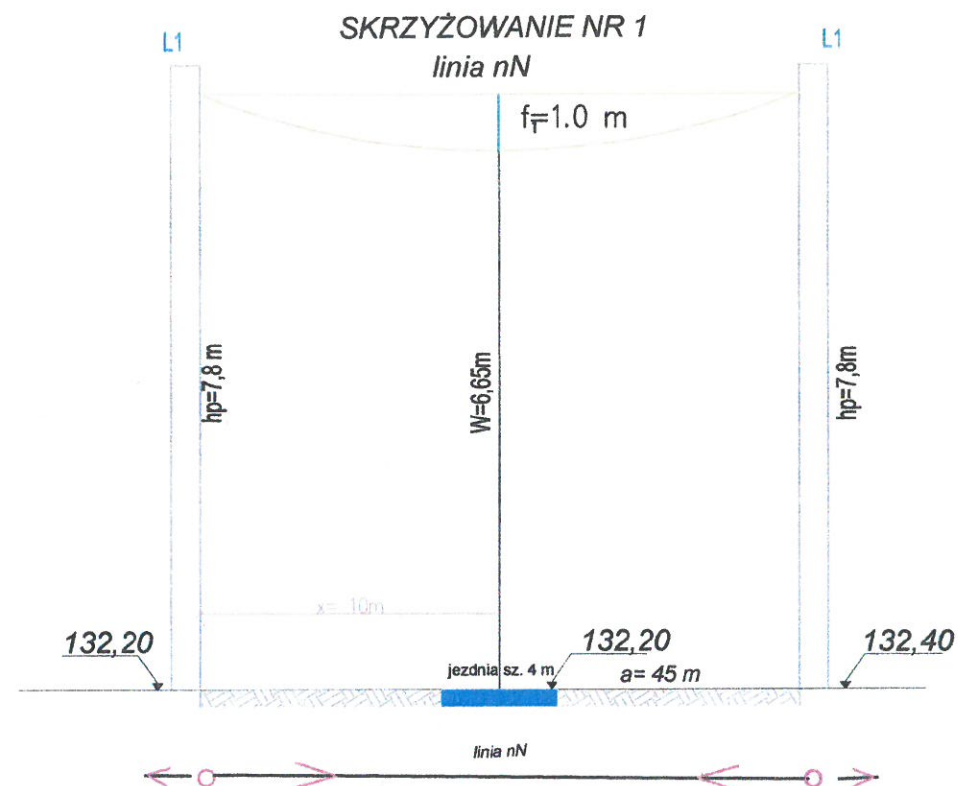 SKRZYŻOWANIE NR 1
linia nN
L1
L1
f_T=1.0 m
hp=7,8 m
W=6,65m
hp=7,8m
x= 10m
132,20
132,20
132,40
jezdnia sz. 4 m
a= 45 m
linia nN